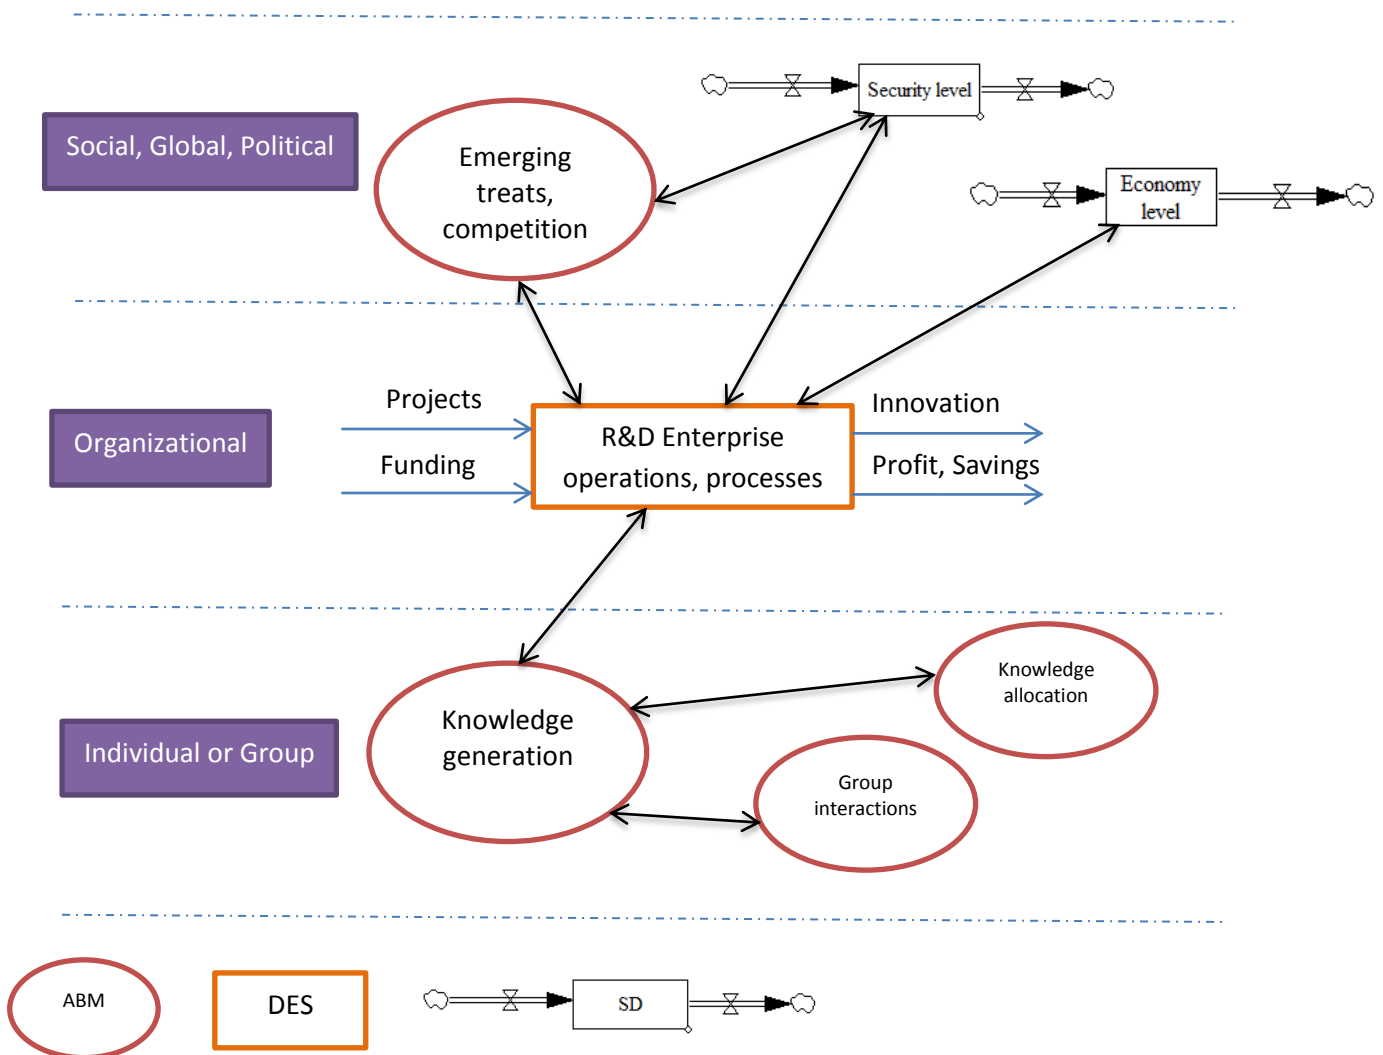 Security level
Social, Global, Political
Emerging
treats,
competition
Economy
level
Projects
Innovation
Organizational
R&D Enterprise
operations, processes
Funding
Profit, Savings
Knowledge
allocation
Individual or Group
Knowledge
generation
Group
interactions
ABM
DES
SD